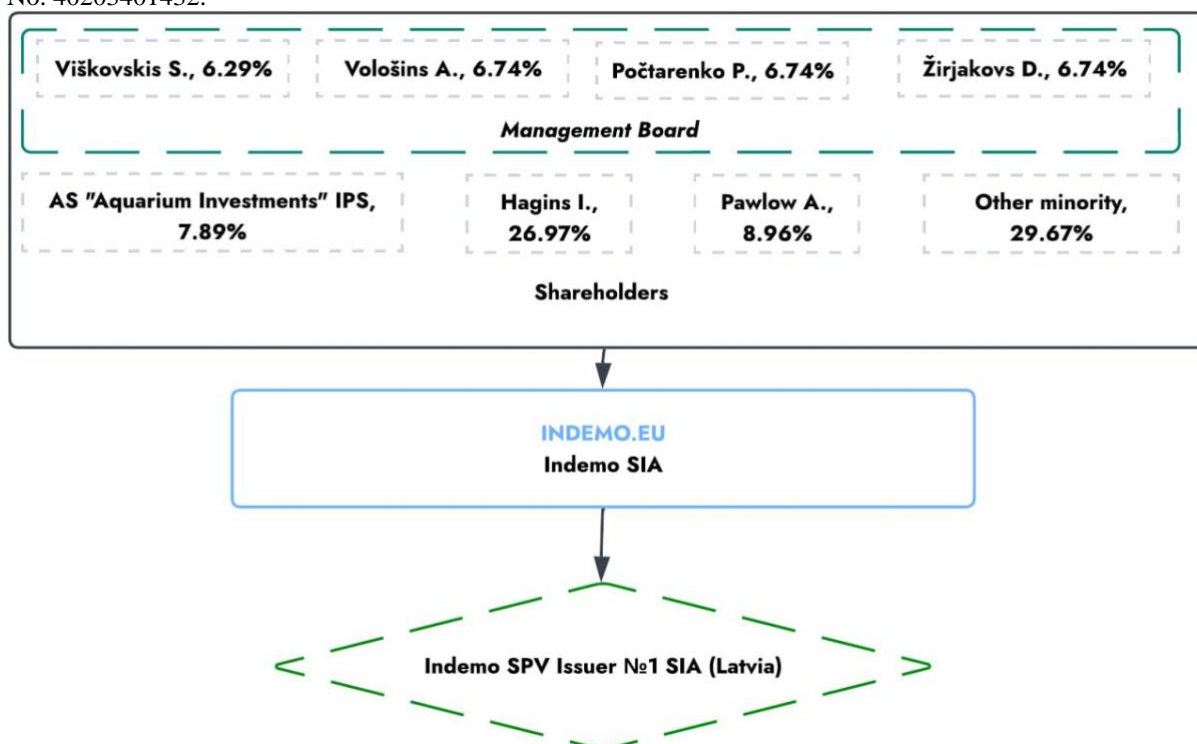 No. 40203401432.
Viškovskis S., 6.29%
Vološins A., 6.74%
Počtarenko P., 6.74%
Žirjakovs D., 6.74%
Management Board
AS "Aquarium Investments" IPS,
7.89%
Hagins I.,
26.97%
Pawlow A.,
8.96%
Other minority,
29.67%
Shareholders
INDEMO.EU
Indemo SIA
Indemo SPV Issuer №1 SIA (Latvia)